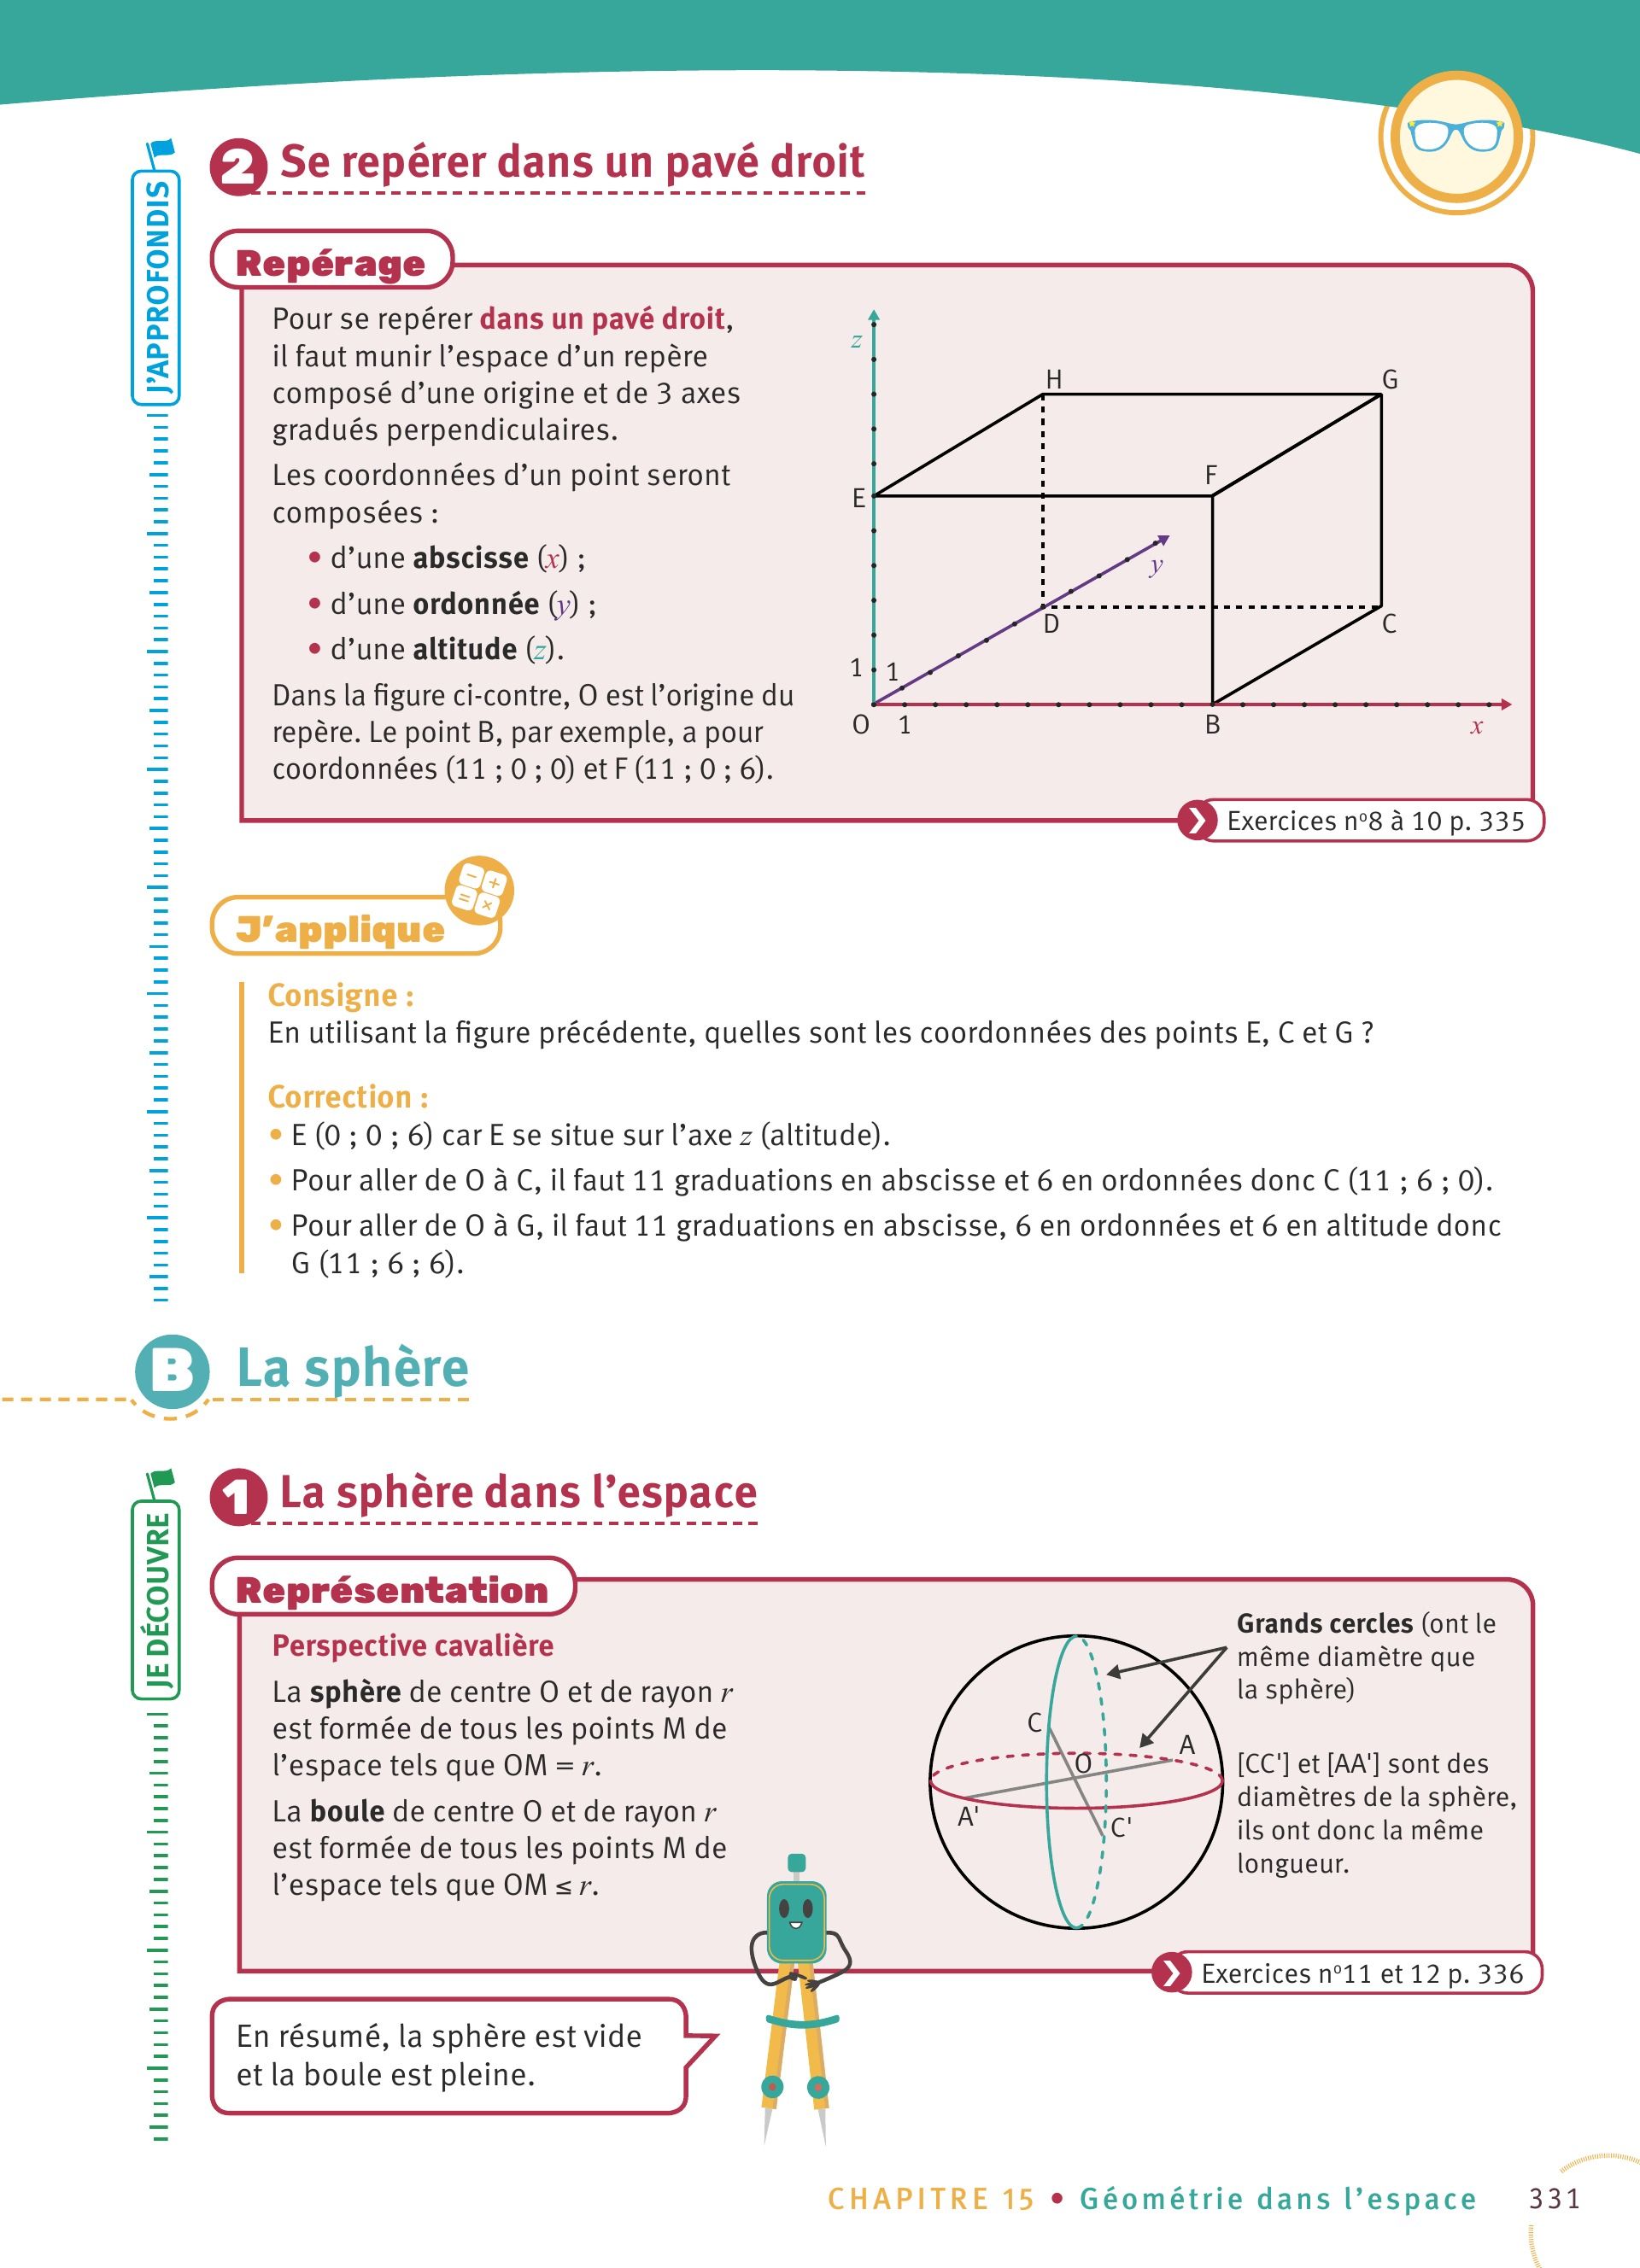 2 Se repérer dans un pavé droit
J'APPROFONDIS
Repérage
Pour se repérer dans un pavé droit,
il faut munir l'espace d'un repère
composé d'une origine et de 3 axes
gradués perpendiculaires.
Les coordonnées d'un point seront
composées :
• d'une abscisse (x) ;
• d'une ordonnée (y) ;
• d'une altitude (z).
Dans la figure ci-contre, O est l'origine du
repère. Le point B, par exemple, a pour
coordonnées (11 ; 0 ; 0) et F (11 ; 0 ; 6).
z
H
G
F
E
y
D
C
1
1
O
1
B
x
Exercices nº8 à 10 p. 335
J'applique
− + = ×
Consigne :
En utilisant la figure précédente, quelles sont les coordonnées des points E, C et G ?
Correction :
• E (0 ; 0 ; 6) car E se situe sur l'axe z (altitude).
• Pour aller de O à C, il faut 11 graduations en abscisse et 6 en ordonnées donc C (11 ; 6 ; 0).
• Pour aller de O à G, il faut 11 graduations en abscisse, 6 en ordonnées et 6 en altitude donc
G (11 ; 6 ; 6).
B La sphère
JE DÉCOUVRE
1 La sphère dans l'espace
Représentation
Perspective cavalière
La sphère de centre O et de rayon r
est formée de tous les points M de
l'espace tels que OM = r.
La boule de centre O et de rayon r
est formée de tous les points M de
l'espace tels que OM ≤ r.
C
O
A
A'
C'
Grands cercles (ont le
même diamètre que
la sphère)
[CC'] et [AA'] sont des
diamètres de la sphère,
ils ont donc la même
longueur.
Exercices nº11 et 12 p. 336
En résumé, la sphère est vide
et la boule est pleine.
CHAPITRE 15 • Géométrie dans l'espace 331